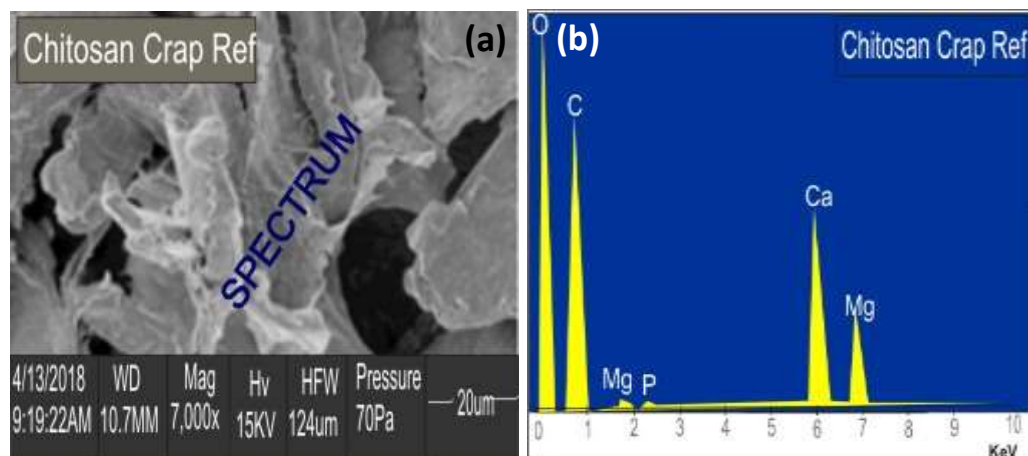 Chitosan Crap Ref
(a)
SPECTRUM
4/13/2018 WD Mag Hv HFW Pressure
9:19:22AM 10.7MM 7,000x 15KV 124um 70Pa 20um
(b)
Chitosan Crap Ref
O
C
Ca
Mg
Mg P
0 1 2 3 4 5 6 7 8 9 10
KeV